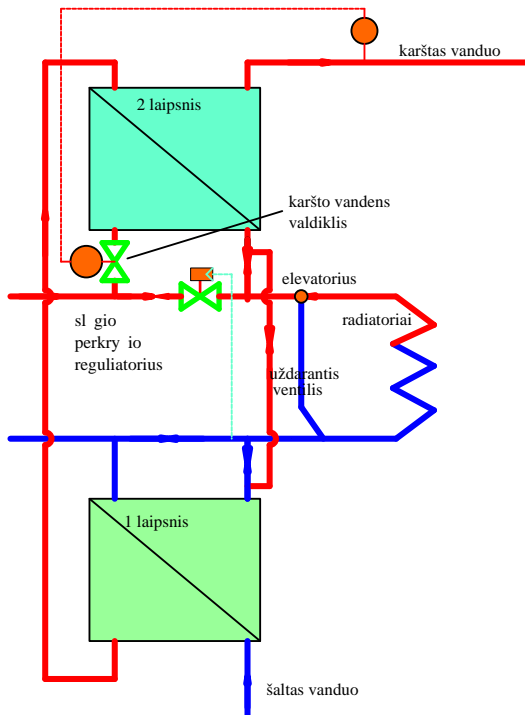 karštas vanduo
2 laipsnis
karšto vandens
valdiklis
elevatorius
sl gio
perkry io
reguliatorius
radiatoriai
uždarantis
ventilis
1 laipsnis
šaltas vanduo